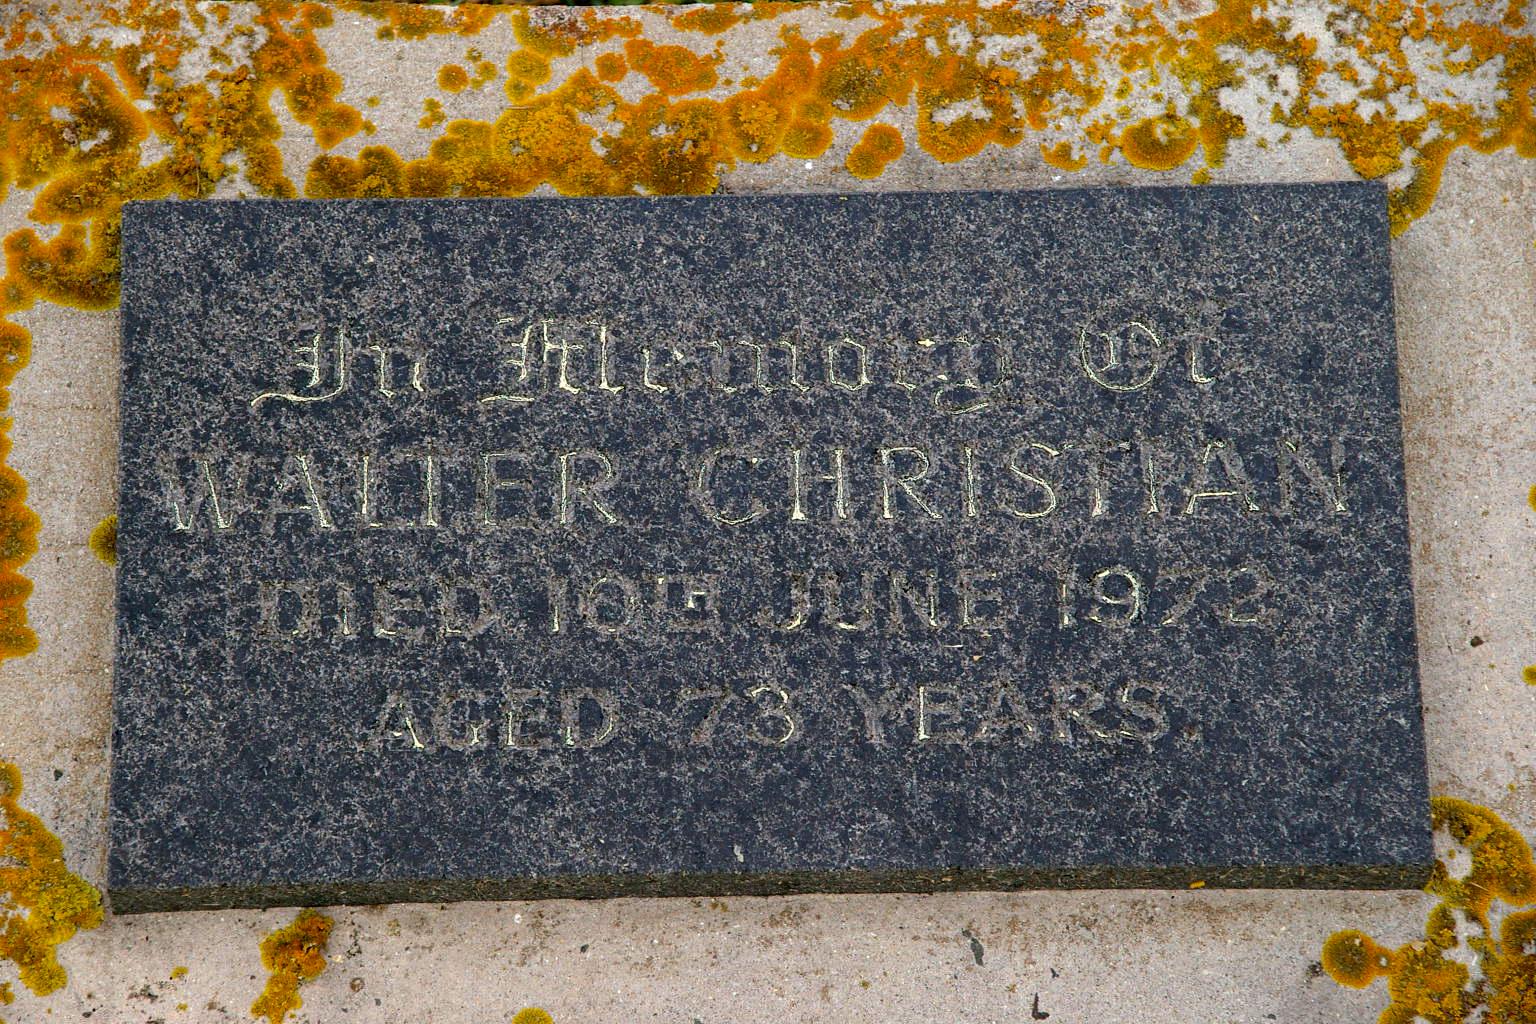 In Memory Of
WALTER CHRISTIAN
DIED 10TH JUNE 1972
AGED 73 YEARS.